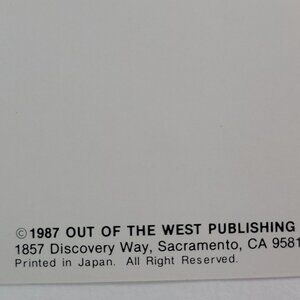 ©1987 OUT OF THE WEST PUBLISHING
1857 Discovery Way, Sacramento, CA 9581
Printed in Japan. All Right Reserved.